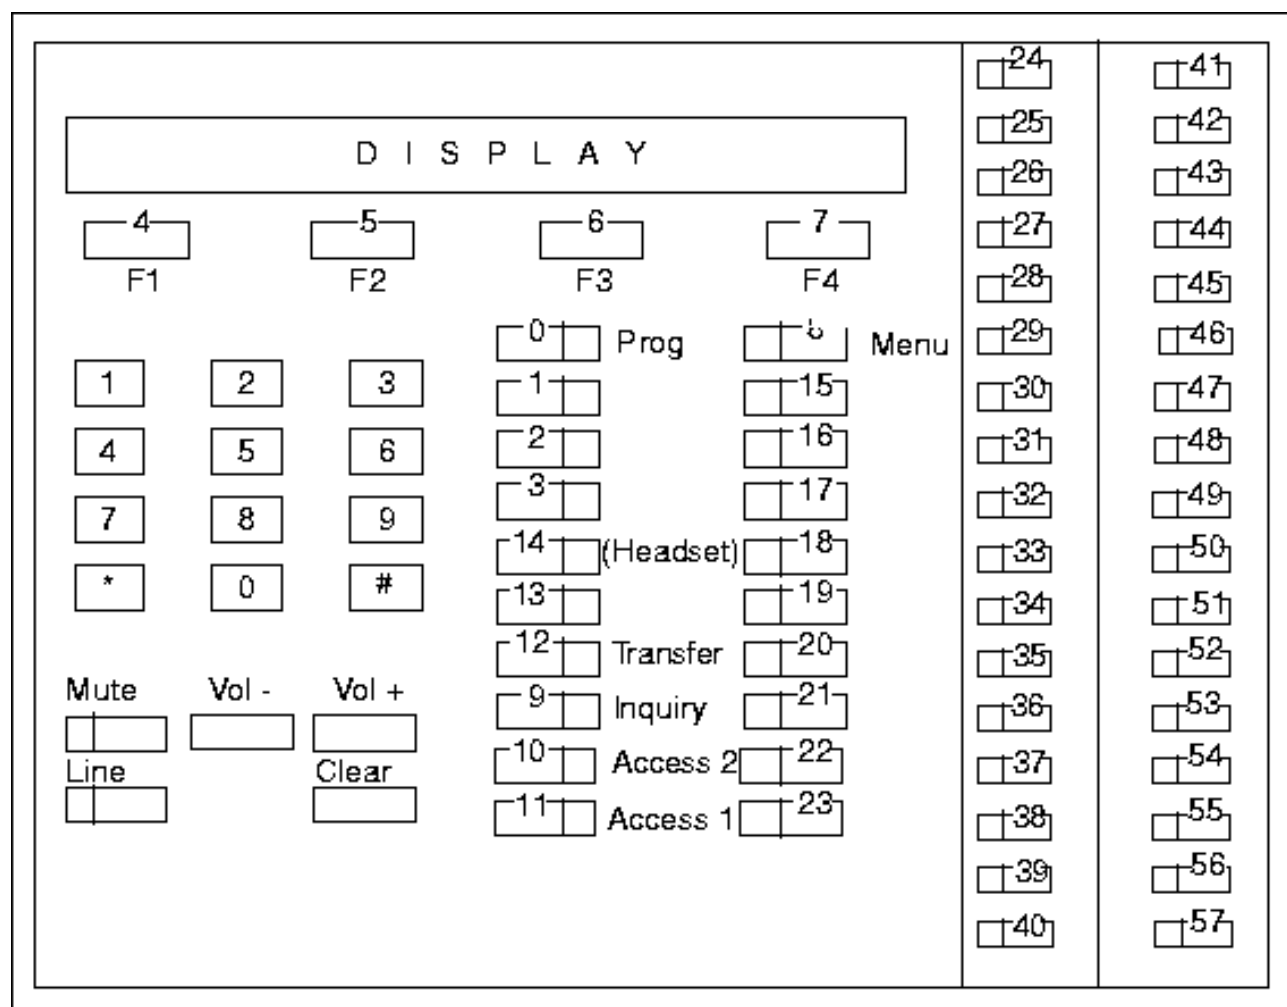 D I S P L A Y
4 5 6 7
F1 F2 F3 F4
0 Prog 8 Menu
1 2 3
4 5 6
7 8 9
* 0 #
1 15
2 16
3 17
14 (Headset) 18
13 19
12 Transfer 20
9 Inquiry 21
10 Access 2 22
11 Access 1 23
Mute Vol - Vol +
Line Clear
24 41
25 42
26 43
27 44
28 45
29 46
30 47
31 48
32 49
33 50
34 51
35 52
36 53
37 54
38 55
39 56
40 57